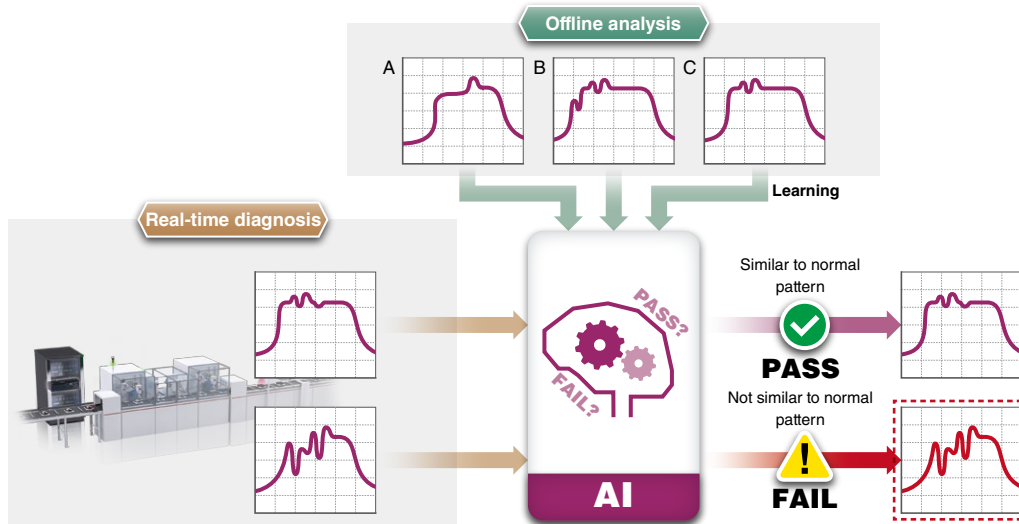 Offline analysis
A
B
C
Learning
Real-time diagnosis
PASS?
FAIL?
AI
Similar to normal
pattern
PASS
Not similar to normal
pattern
!
FAIL